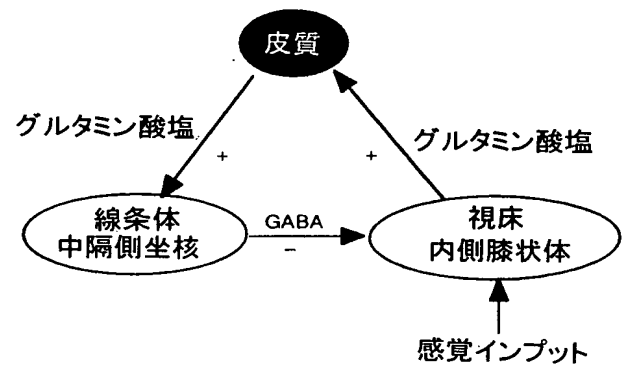 皮質
グルタミン酸塩
+
+
グルタミン酸塩
線条体
中隔側坐核
GABA
−
視床
内側膝状体
感覚インプット